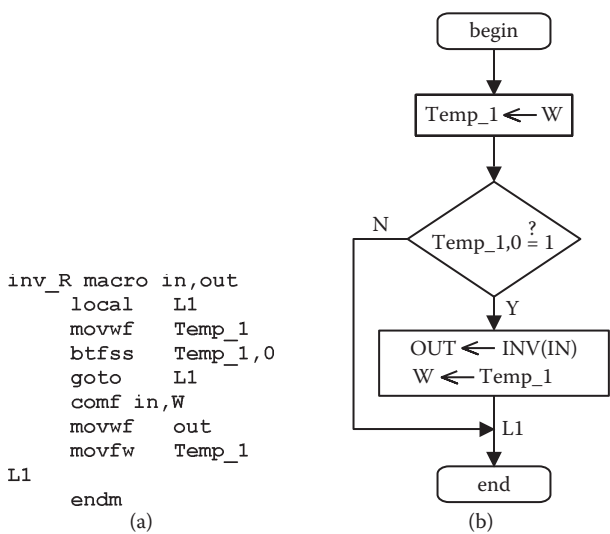 inv_R macro in,out
local L1
movwf Temp_1
btfss Temp_1,0
goto L1
comf in,W
movwf out
movfw Temp_1
L1
endm
(a)
begin
Temp_1 ← W
N
Temp_1,0 ?= 1
Y
OUT ← INV(IN)
W ← Temp_1
L1
end
(b)